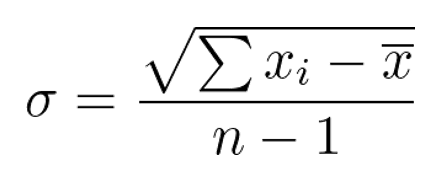 σ = √(∑ xᵢ − x̅) / (n − 1)